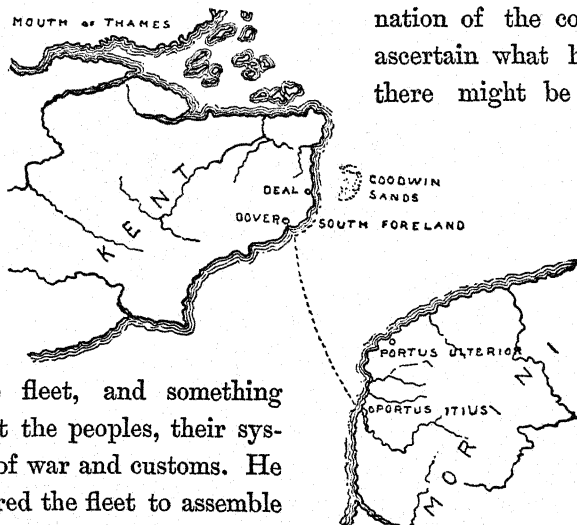 MOUTH OF THAMES
nation of the co
ascertain what h
there might be
KENT
DEAL
GOODWIN
SANDS
DOVER
SOUTH FORELAND
PORTUS ULTERIOR
PORTUS ITIUS
MORINI
fleet, and something
t the peoples, their sys-
of war and customs. He
red the fleet to assemble